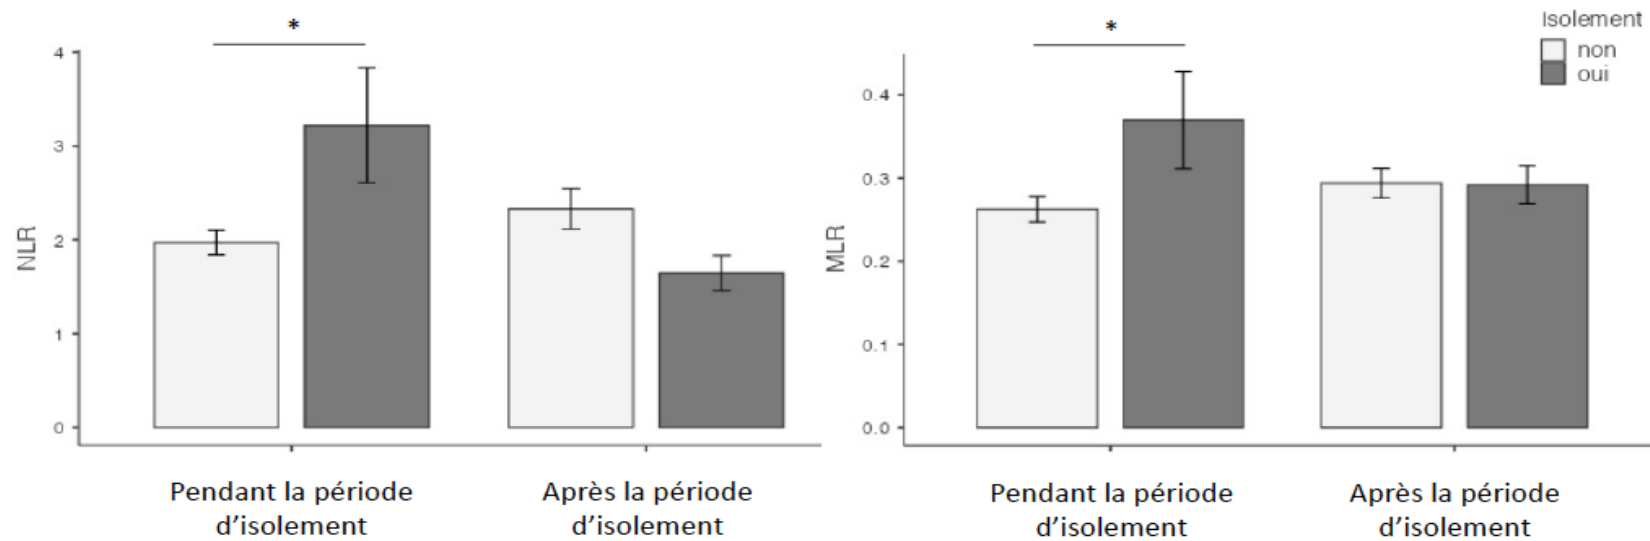 *
4
3
2
1
0
NLR
Pendant la période
d’isolement
Après la période
d’isolement
*
0.4
0.3
0.2
0.1
0.0
MLR
Pendant la période
d’isolement
Après la période
d’isolement
Isolement
non
oui